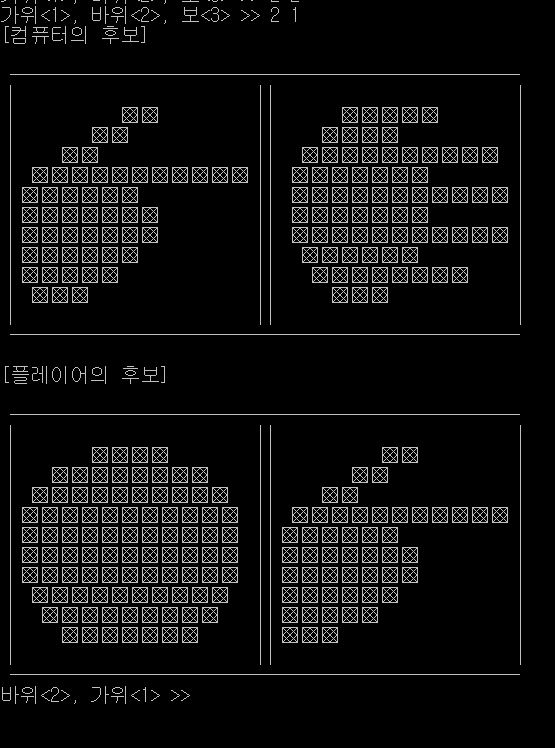 가위<1>, 바위<2>, 보<3> >> 2 1
[컴퓨터의 후보]
[플레이어의 후보]
바위<2>, 가위<1> >>